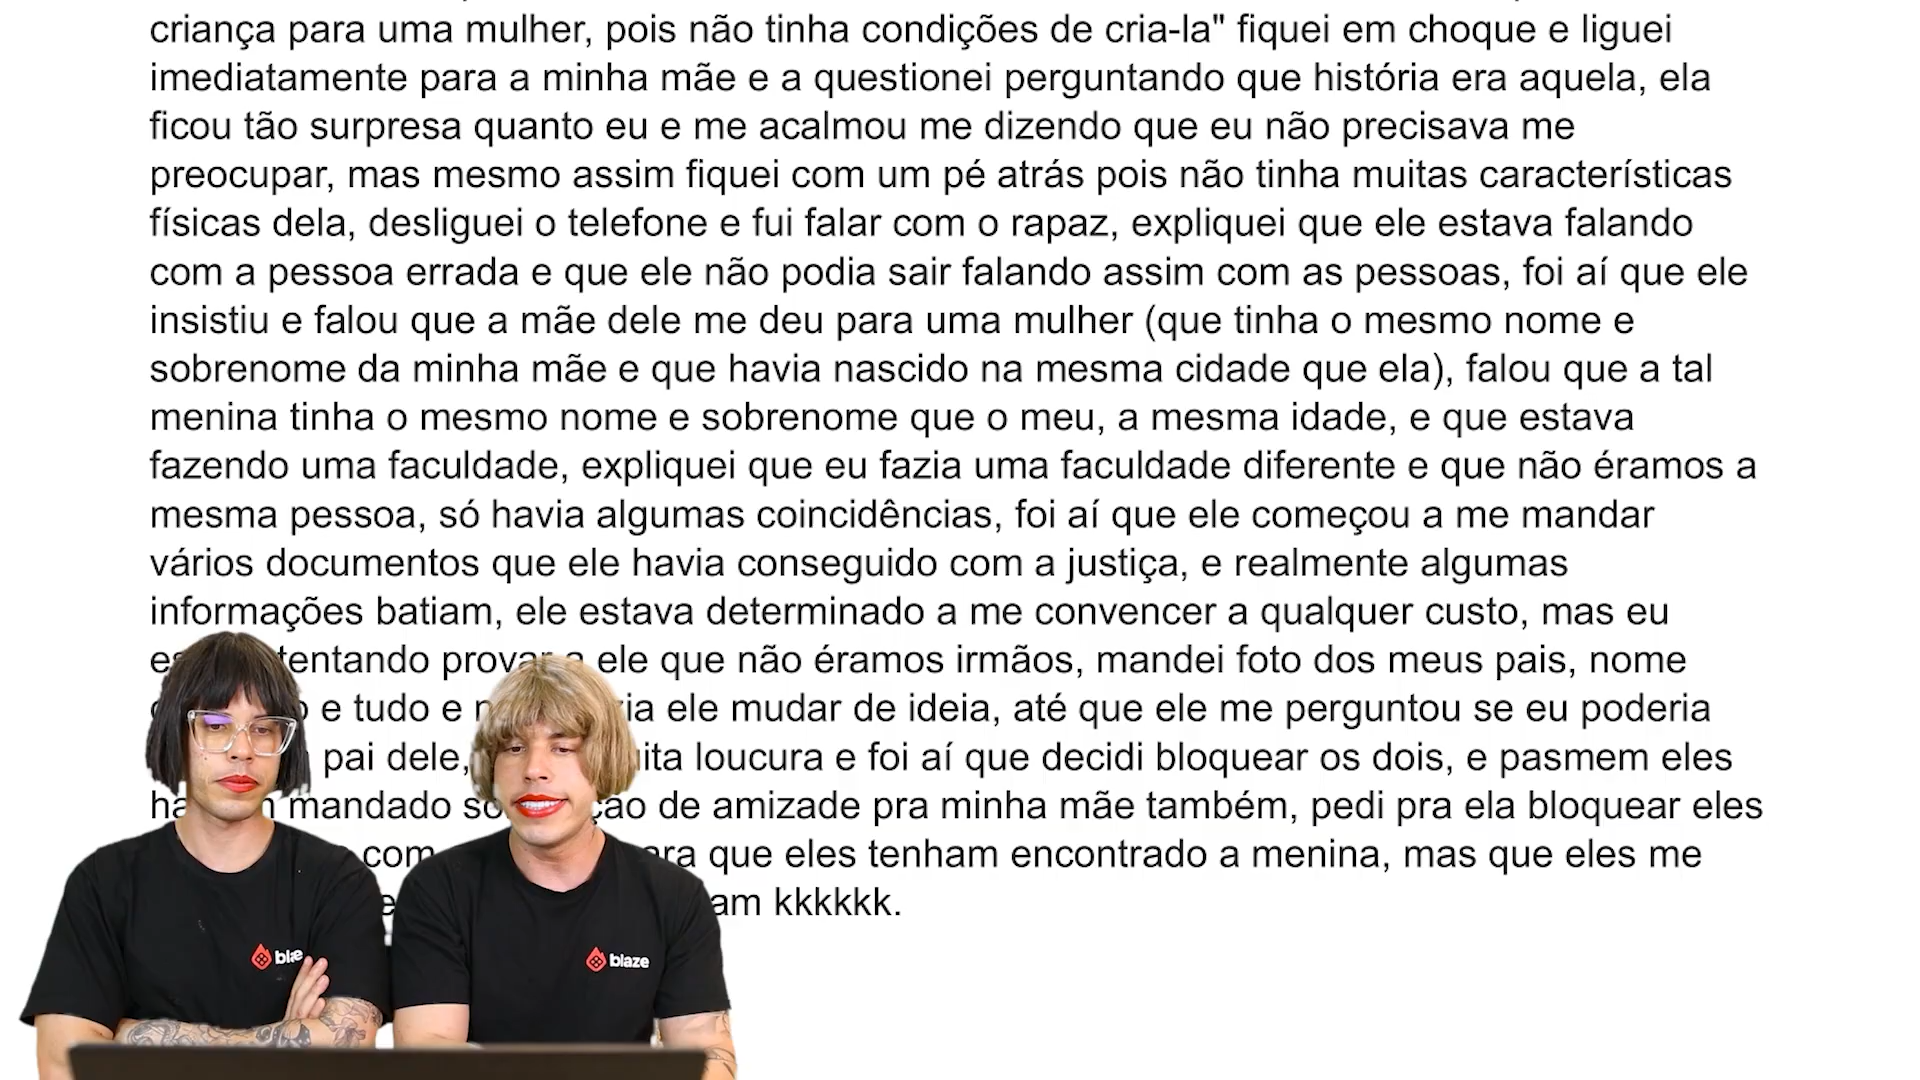 criança para uma mulher, pois não tinha condições de cria-la" fiquei em choque e liguei
imediatamente para a minha mãe e a questionei perguntando que história era aquela, ela
ficou tão surpresa quanto eu e me acalmou me dizendo que eu não precisava me
preocupar, mas mesmo assim fiquei com um pé atrás pois não tinha muitas características
físicas dela, desliguei o telefone e fui falar com o rapaz, expliquei que ele estava falando
com a pessoa errada e que ele não podia sair falando assim com as pessoas, foi aí que ele
insistiu e falou que a mãe dele me deu para uma mulher (que tinha o mesmo nome e
sobrenome da minha mãe e que havia nascido na mesma cidade que ela), falou que a tal
menina tinha o mesmo nome e sobrenome que o meu, a mesma idade, e que estava
fazendo uma faculdade, expliquei que eu fazia uma faculdade diferente e que não éramos a
mesma pessoa, só havia algumas coincidências, foi aí que ele começou a me mandar
vários documentos que ele havia conseguido com a justiça, e realmente algumas
informações batiam, ele estava determinado a me convencer a qualquer custo, mas eu
tentando provar a ele que não éramos irmãos, mandei foto dos meus pais, nome
e tudo e ele mudar de ideia, até que ele me perguntou se eu poderia
pai dele, loucura e foi aí que decidi bloquear os dois, e pasmem eles
mandado de amizade pra minha mãe também, pedi pra ela bloquear eles
que eles tenham encontrado a menina, mas que eles me
kkkkkk.
blaze